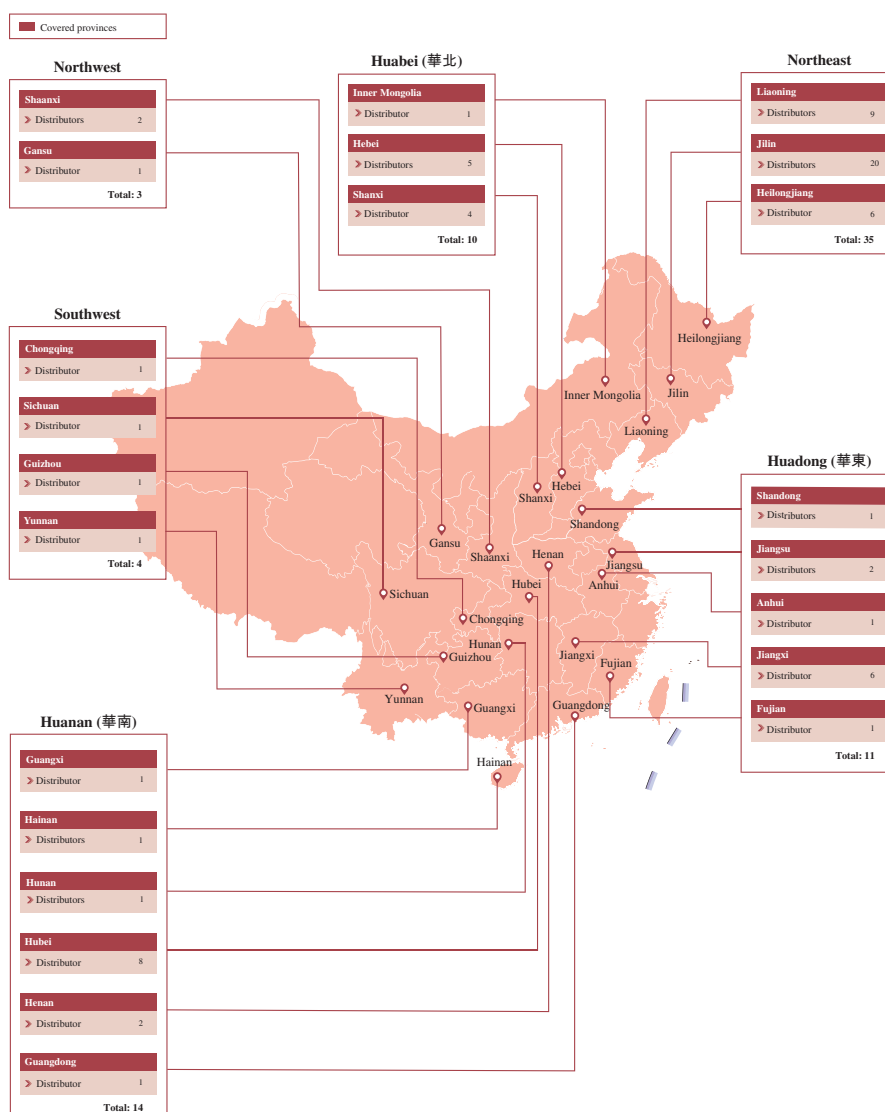 Covered provinces
Northwest
Shaanxi
Distributors 2
Gansu
Distributor 1
Total: 3
Huabei (華北)
Inner Mongolia
Distributor 1
Hebei
Distributors 5
Shanxi
Distributor 4
Total: 10
Northeast
Liaoning
Distributors 9
Jilin
Distributors 20
Heilongjiang
Distributor 6
Total: 35
Southwest
Chongqing
Distributor 1
Sichuan
Distributor 1
Guizhou
Distributor 1
Yunnan
Distributor 1
Total: 4
Huadong (華東)
Shandong
Distributors 1
Jiangsu
Distributors 2
Anhui
Distributor 1
Jiangxi
Distributor 6
Fujian
Distributor 1
Total: 11
Huanan (華南)
Guangxi
Distributor 1
Hainan
Distributors 1
Hunan
Distributors 1
Hubei
Distributor 8
Henan
Distributor 2
Guangdong
Distributor 1
Total: 14
Heilongjiang
Inner Mongolia
Jilin
Liaoning
Hebei
Shanxi
Shandong
Gansu
Shaanxi
Henan
Jiangsu
Anhui
Hubei
Sichuan
Chongqing
Hunan
Guizhou
Jiangxi
Fujian
Yunnan
Guangxi
Guangdong
Hainan